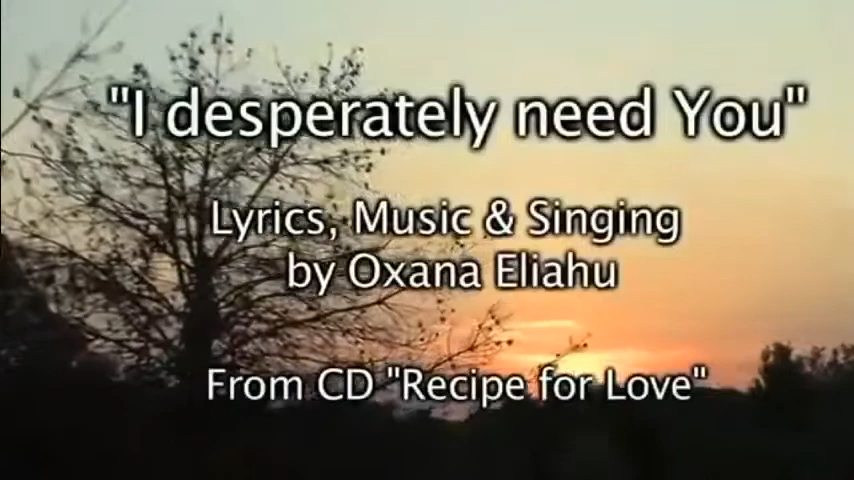 "I desperately need You"
Lyrics, Music & Singing
by Oxana Eliahu
From CD "Recipe for Love"